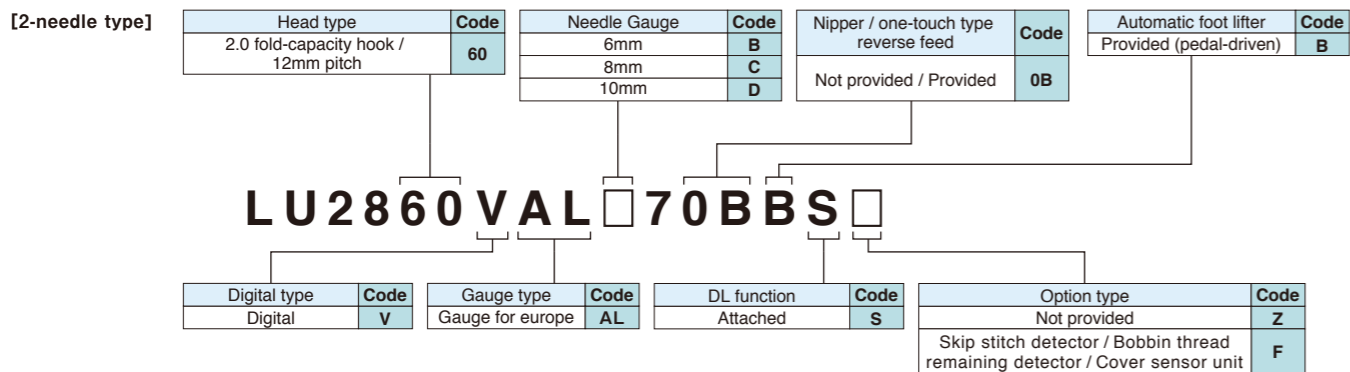 [2-needle type]
Head type Code
2.0 fold-capacity hook /
12mm pitch
60
Needle Gauge Code
6mm B
8mm C
10mm D
Nipper / one-touch type
reverse feed
Code
Not provided / Provided 0B
Automatic foot lifter Code
Provided (pedal-driven) B
LU2860VAL□70BBS□
Digital type Code
Digital V
Gauge type Code
Gauge for europe AL
DL function Code
Attached S
Option type Code
Not provided Z
Skip stitch detector / Bobbin thread
remaining detector / Cover sensor unit
F